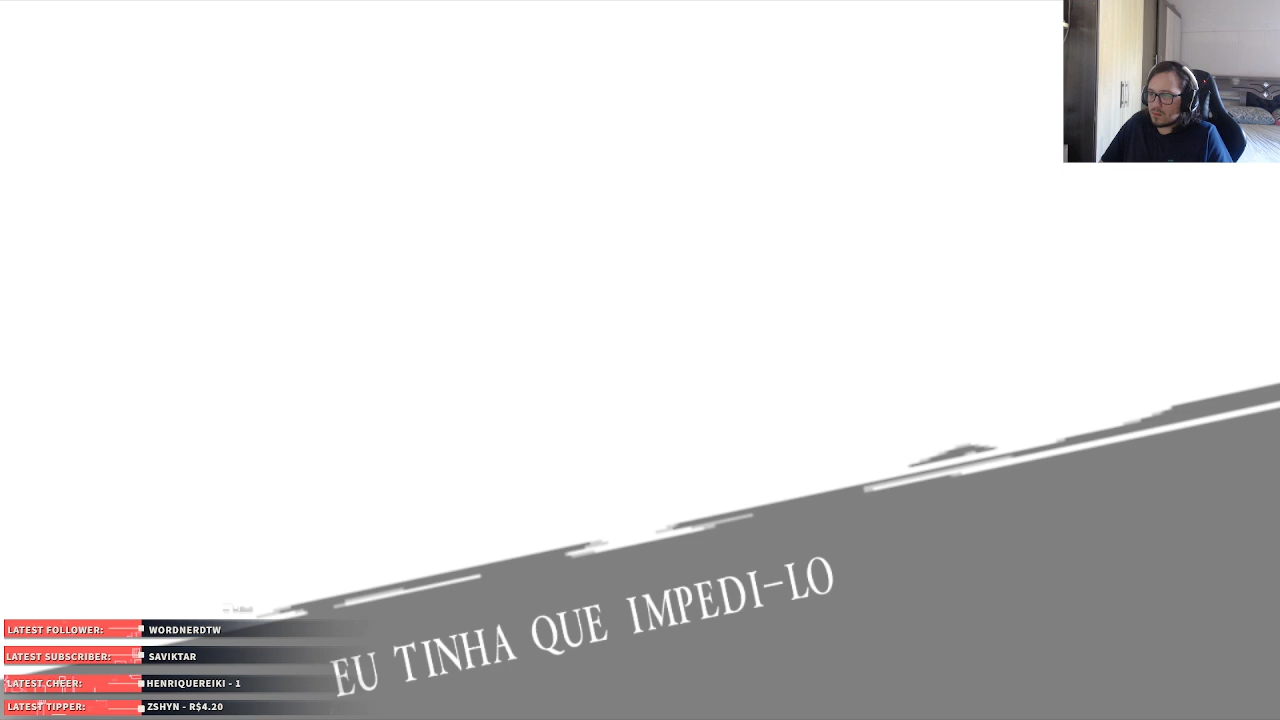 EU TINHA QUE IMPEDI-LO
LATEST FOLLOWER: WORDNERDTW
LATEST SUBSCRIBER: SAVIKTAR
LATEST CHEER: HENRIQUEREIKI - 1
LATEST TIPPER: ZSHYN - R$4.20